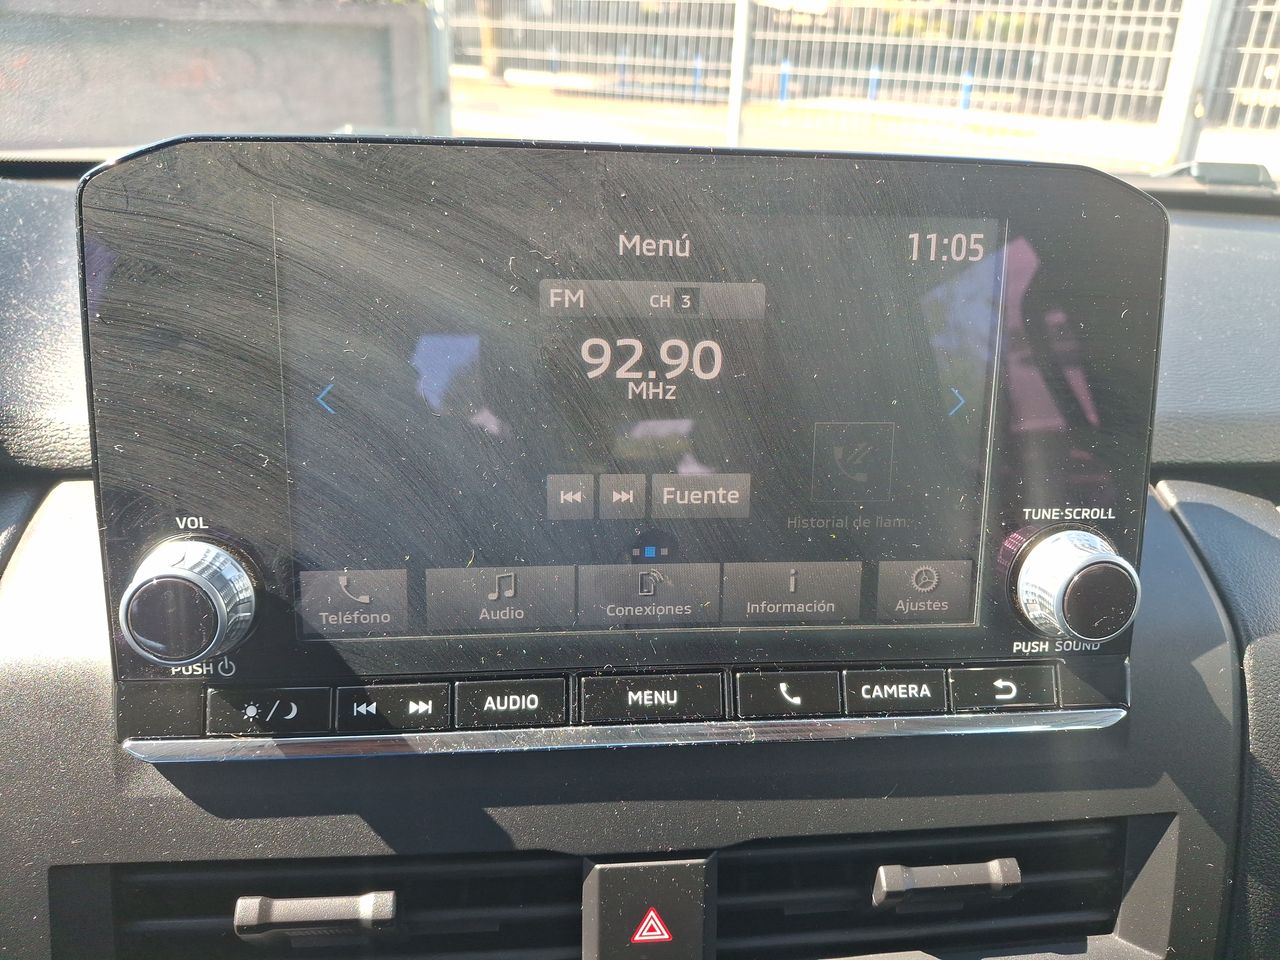 Menú
11:05
FM CH 3
92.90
MHz
Fuente
Historial de llam.
VOL
TUNE·SCROLL
Teléfono
Audio
Conexiones
Información
Ajustes
PUSH
PUSH SOUND
AUDIO
MENU
CAMERA